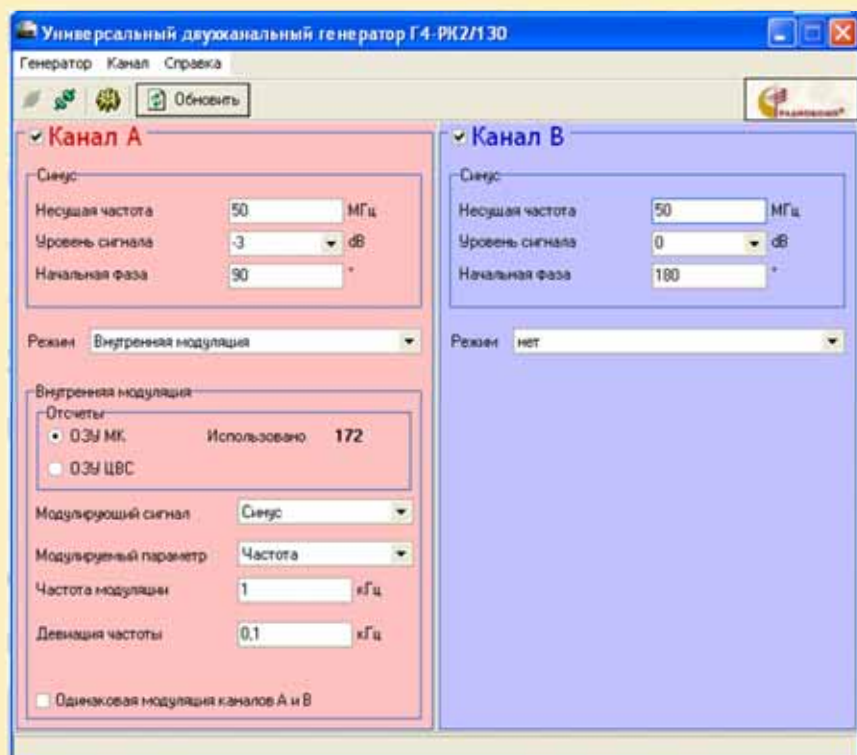 Универсальный двухканальный генератор Г4-РК2/130
Генератор Канал Справка
Обновить
Канал А
Синус
Несущая частота 50 МГц
Уровень сигнала -3 dB
Начальная фаза 90 °
Режим Внутренняя модуляция
Внутренняя модуляция
Отсчеты
ОЗУ МК Использовано 172
ОЗУ ЦВС
Модулирующий сигнал Синус
Модулируемый параметр Частота
Частота модуляции 1 кГц
Девиация частоты 0,1 кГц
Одинаковая модуляция каналов А и В
Канал В
Синус
Несущая частота 50 МГц
Уровень сигнала 0 dB
Начальная фаза 180 °
Режим нет